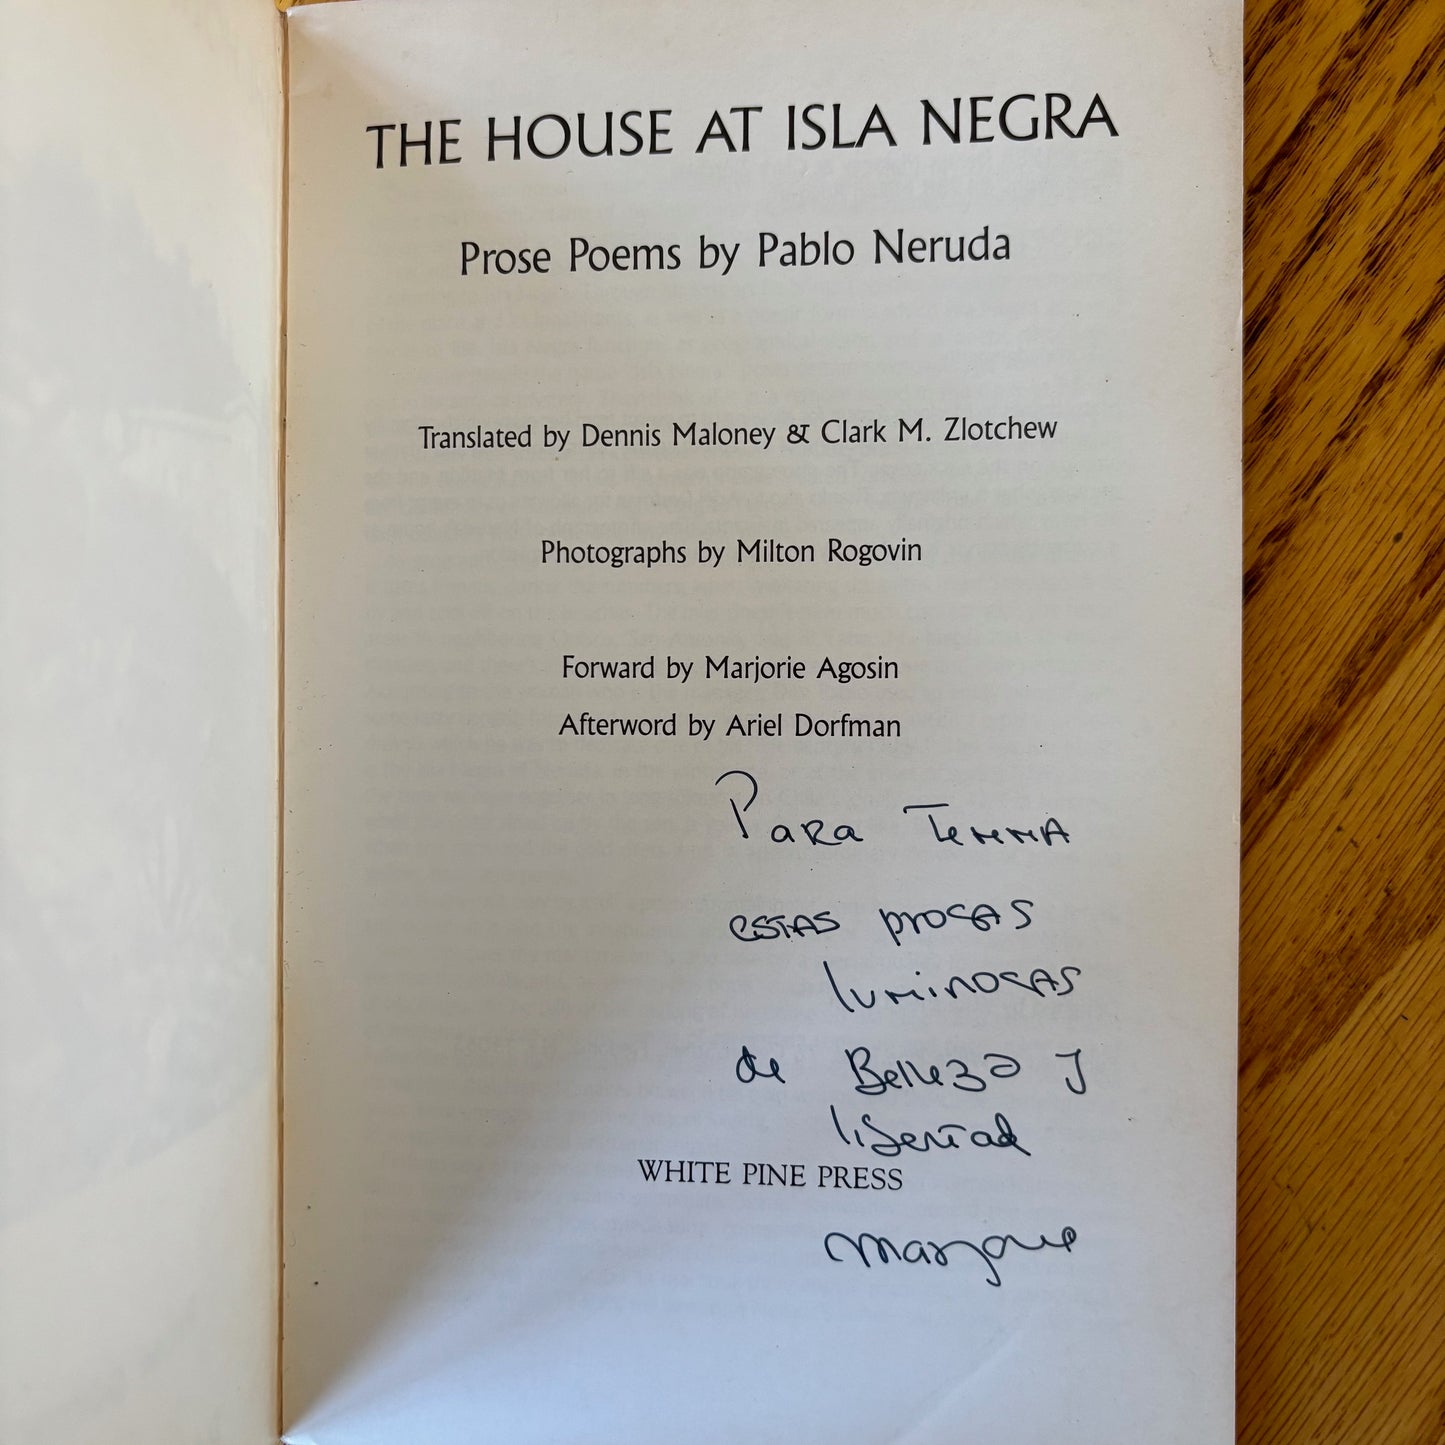 THE HOUSE AT ISLA NEGRA
Prose Poems by Pablo Neruda
Translated by Dennis Maloney & Clark M. Zlotchew
Photographs by Milton Rogovin
Forward by Marjorie Agosin
Afterword by Ariel Dorfman
Para Temma
estas prosas
luminosas
de Belleza y
libertad
WHITE PINE PRESS
Marjorie